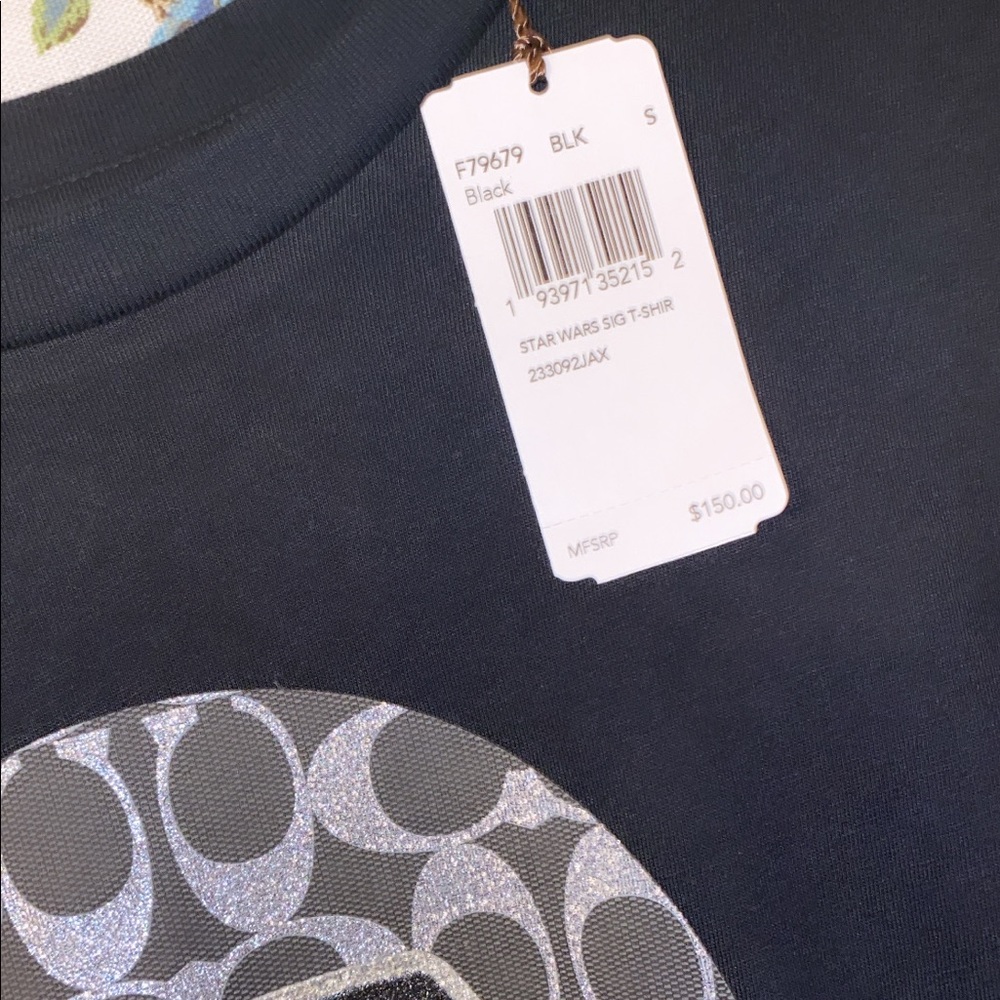 F79679 BLK S
Black
1 93971 35215 2
STAR WARS SIG T-SHIR
233092JAX
MFSRP $150.00